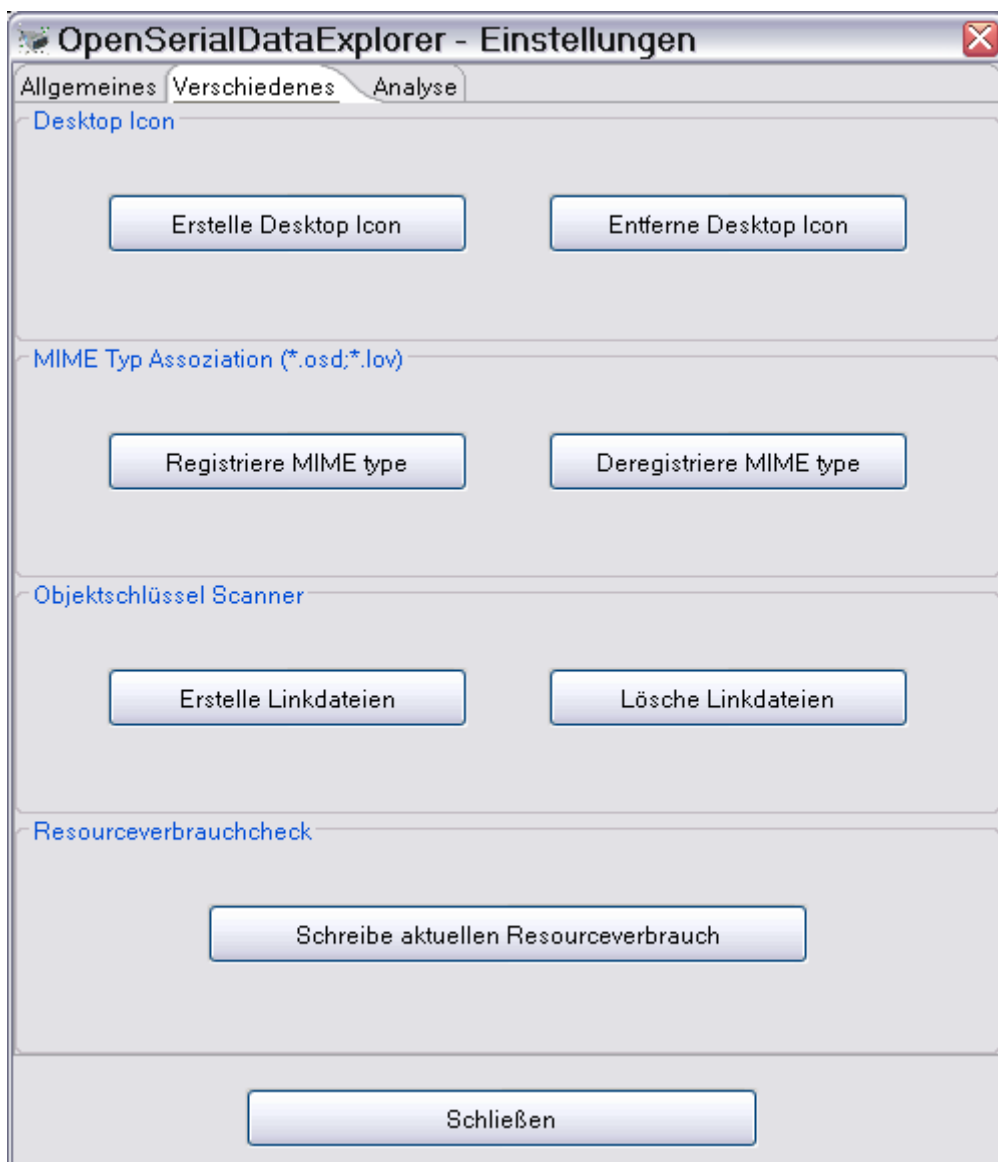 OpenSerialDataExplorer - Einstellungen
Allgemeines Verschiedenes Analyse
Desktop Icon
Erstelle Desktop Icon Entferne Desktop Icon
MIME Typ Assoziation (*.osd;*.lov)
Registriere MIME type Deregistriere MIME type
Objektschlüssel Scanner
Erstelle Linkdateien Lösche Linkdateien
Resourceverbrauchcheck
Schreibe aktuellen Resourceverbrauch
Schließen